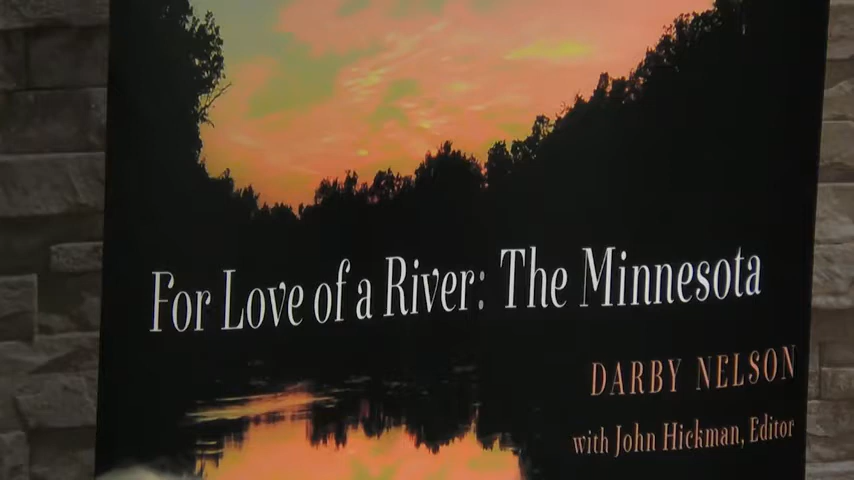 For Love of a River: The Minnesota
DARBY NELSON
with John Hickman, Editor